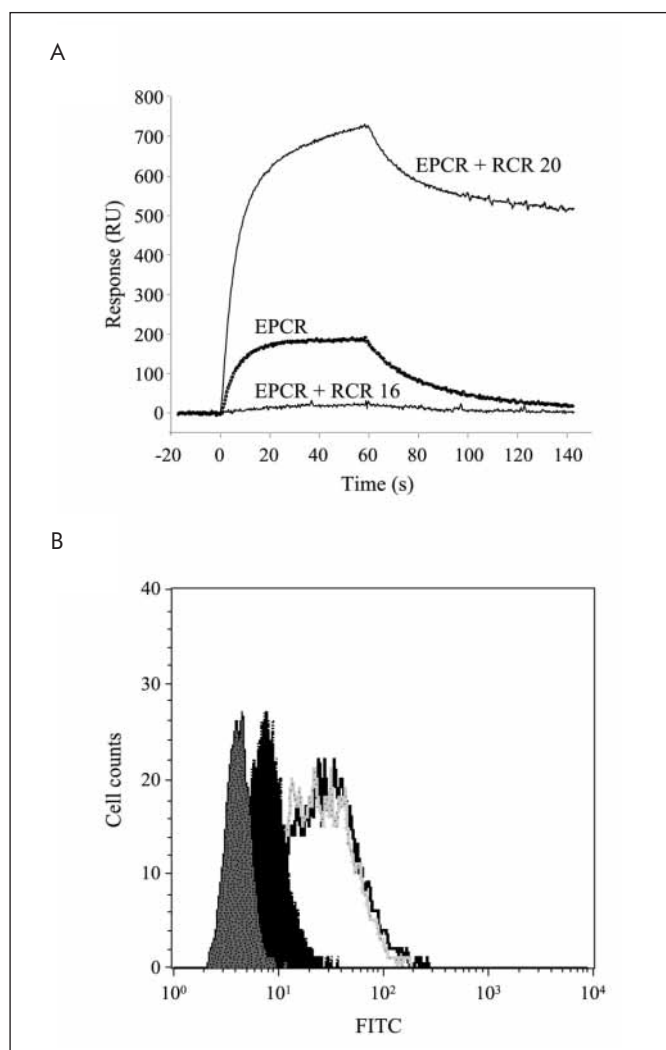 A
800
700
600
500
400
300
200
100
0
Response (RU)
EPCR + RCR 20
EPCR
EPCR + RCR 16
-20 0 20 40 60 80 100 120 140
Time (s)
B
40
30
20
10
0
Cell counts
10⁰ 10¹ 10² 10³ 10⁴
FITC